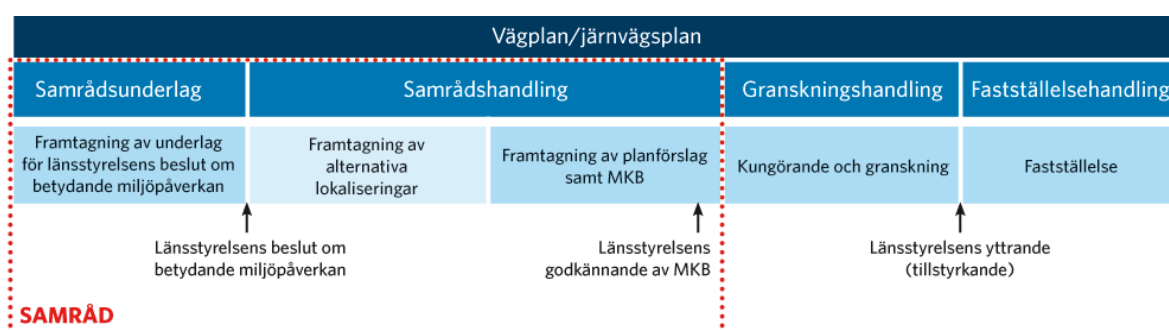 Vägplan/järnvägsplan
Samrådsunderlag
Samrådshandling
Granskningshandling
Fastställelsehandling
Framtagning av underlag
för länsstyrelsens beslut om
betydande miljöpåverkan
Framtagning av
alternativa
lokaliseringar
Framtagning av planförslag
samt MKB
Kungörande och granskning
Fastställelse
Länsstyrelsens beslut om
betydande miljöpåverkan
Länsstyrelsens
godkännande av MKB
Länsstyrelsens yttrande
(tillstyrkande)
SAMRÅD